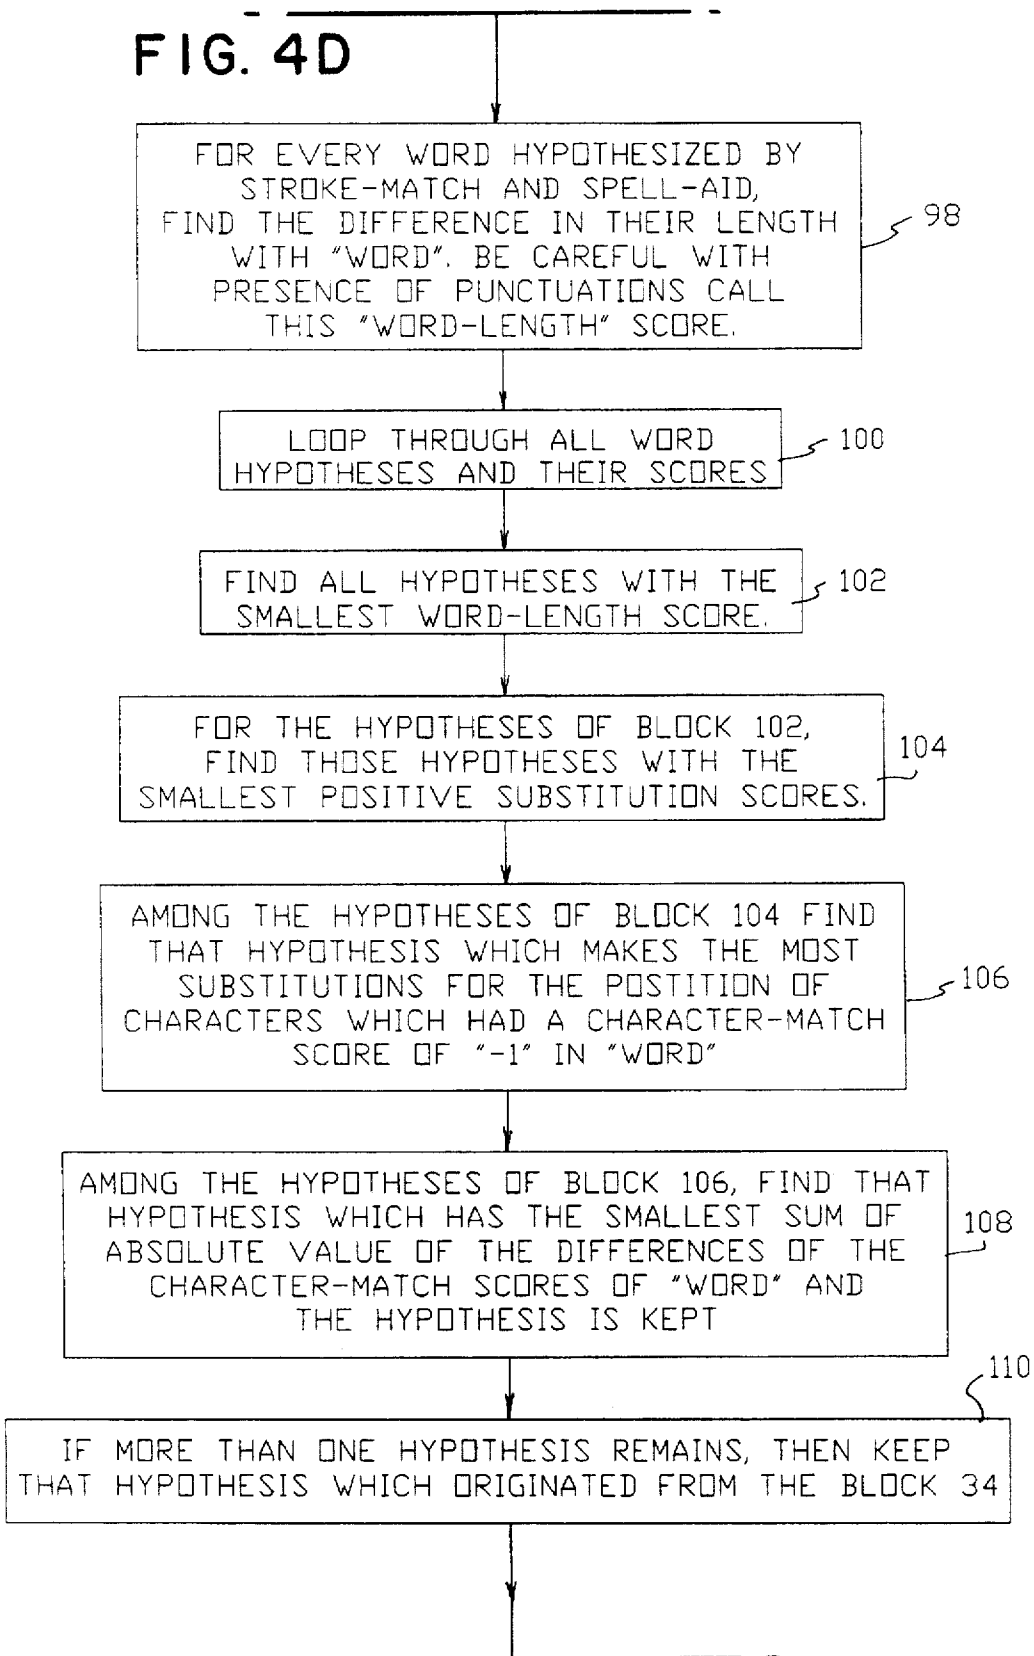 FIG. 4D
FOR EVERY WORD HYPOTHESIZED BY
STROKE-MATCH AND SPELL-AID,
FIND THE DIFFERENCE IN THEIR LENGTH
WITH "WORD". BE CAREFUL WITH
PRESENCE OF PUNCTUATIONS CALL
THIS "WORD-LENGTH" SCORE.
98
LOOP THROUGH ALL WORD
HYPOTHESES AND THEIR SCORES
100
FIND ALL HYPOTHESES WITH THE
SMALLEST WORD-LENGTH SCORE.
102
FOR THE HYPOTHESES OF BLOCK 102,
FIND THOSE HYPOTHESES WITH THE
SMALLEST POSITIVE SUBSTITUTION SCORES.
104
AMONG THE HYPOTHESES OF BLOCK 104 FIND
THAT HYPOTHESIS WHICH MAKES THE MOST
SUBSTITUTIONS FOR THE POSTITION OF
CHARACTERS WHICH HAD A CHARACTER-MATCH
SCORE OF "-1" IN "WORD"
106
AMONG THE HYPOTHESES OF BLOCK 106, FIND THAT
HYPOTHESIS WHICH HAS THE SMALLEST SUM OF
ABSOLUTE VALUE OF THE DIFFERENCES OF THE
CHARACTER-MATCH SCORES OF "WORD" AND
THE HYPOTHESIS IS KEPT
108
IF MORE THAN ONE HYPOTHESIS REMAINS, THEN KEEP
THAT HYPOTHESIS WHICH ORIGINATED FROM THE BLOCK 34
110